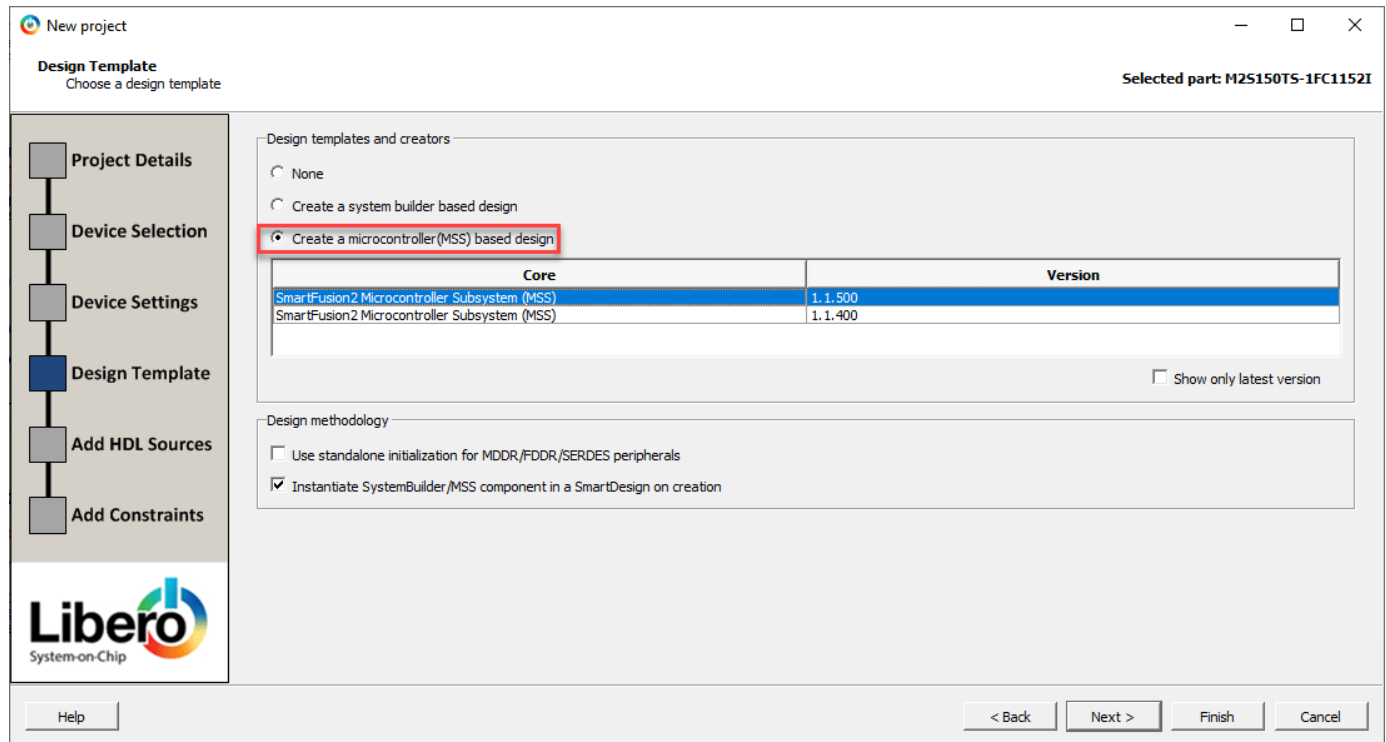 New project
Design Template
Choose a design template
Selected part: M2S150TS-1FC1152I
Project Details
Device Selection
Device Settings
Design Template
Add HDL Sources
Add Constraints
Libero
System-on-Chip
Design templates and creators
None
Create a system builder based design
Create a microcontroller(MSS) based design
Core Version
SmartFusion2 Microcontroller Subsystem (MSS) 1.1.500
SmartFusion2 Microcontroller Subsystem (MSS) 1.1.400
Show only latest version
Design methodology
Use standalone initialization for MDDR/FDDR/SERDES peripherals
Instantiate SystemBuilder/MSS component in a SmartDesign on creation
Help < Back Next > Finish Cancel